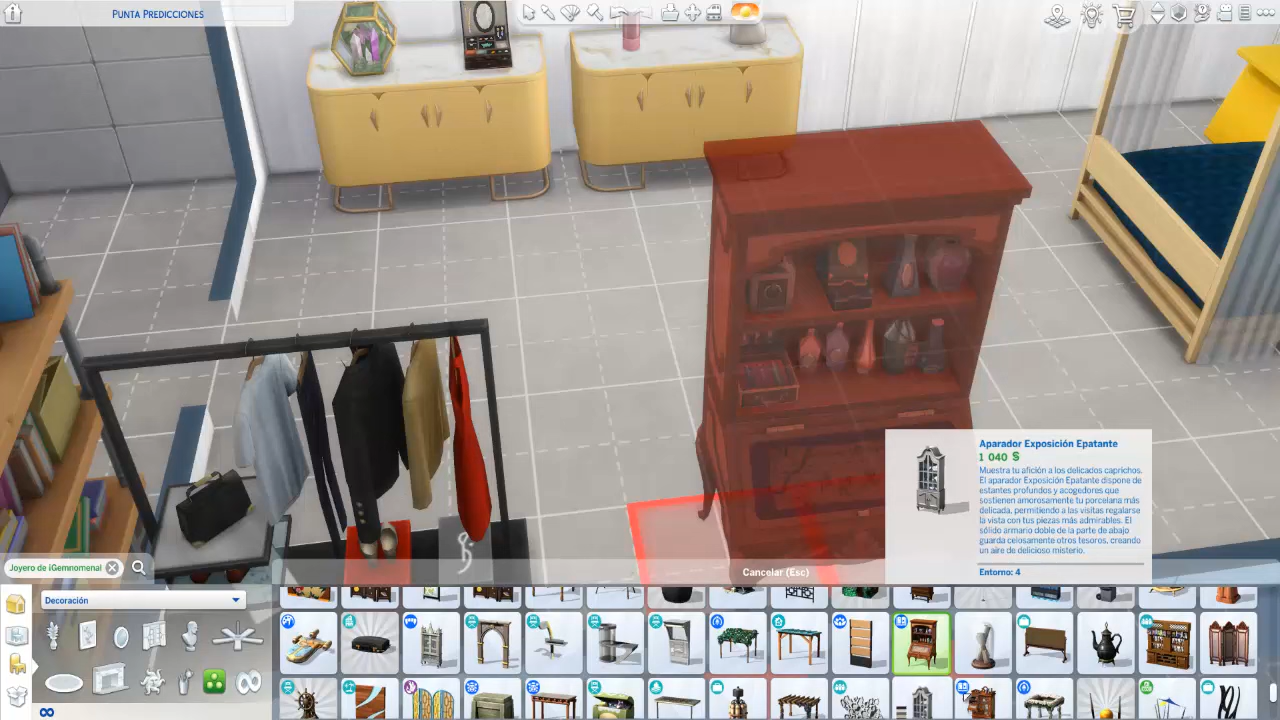 PUNTA PREDICCIONES
Aparador Exposición Epatante
1 040 $
Muestra tu afición a los delicados caprichos.
El aparador Exposición Epatante dispone de
estantes profundos y acogedores que
sostienen amorosamente tu porcelana más
delicada, permitiendo a las visitas regalarse
la vista con tus piezas más admirables. El
sólido armario doble de la parte de abajo
guarda celosamente otros tesoros, creando
un aire de delicioso misterio.
Entorno: 4
Cancelar (Esc)
Joyero de ¡Gemnomenal
Decoración